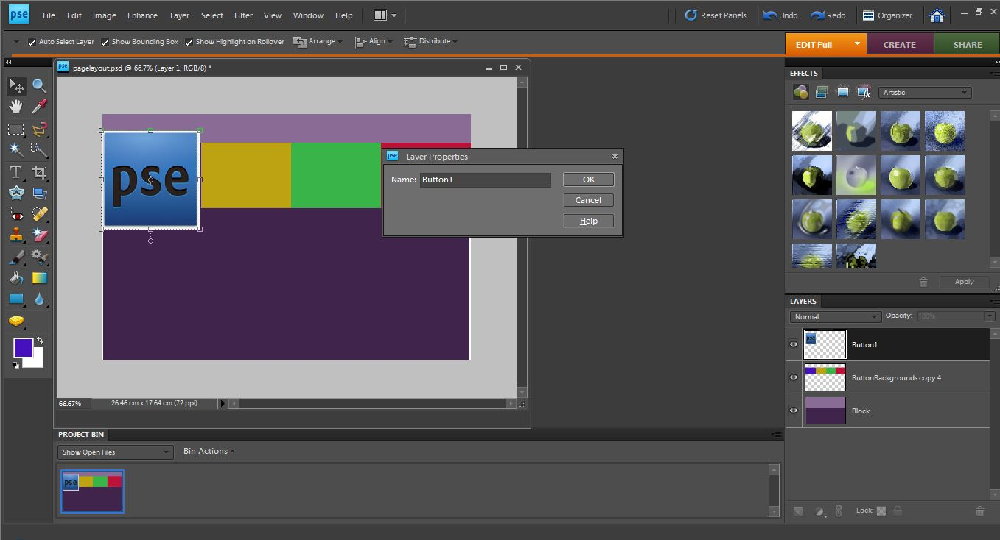 pse File Edit Image Enhance Layer Select Filter View Window Help Reset Panels Undo Redo Organizer
Auto Select Layer Show Bounding Box Show Highlight on Rollover Arrange Align Distribute EDIT Full CREATE SHARE
pse pagelayout.psd @ 66.7% (Layer 1, RGB/8) *
EFFECTS
Artistic
pse
pse Layer Properties
Name: Button1 OK
Cancel
Help
Apply
LAYERS
Normal Opacity: 100%
pse Button1
ButtonBackgrounds copy 4
Block
66.67% 26.46 cm x 17.64 cm (72 ppi)
PROJECT BIN
Show Open Files Bin Actions
pse
Lock: